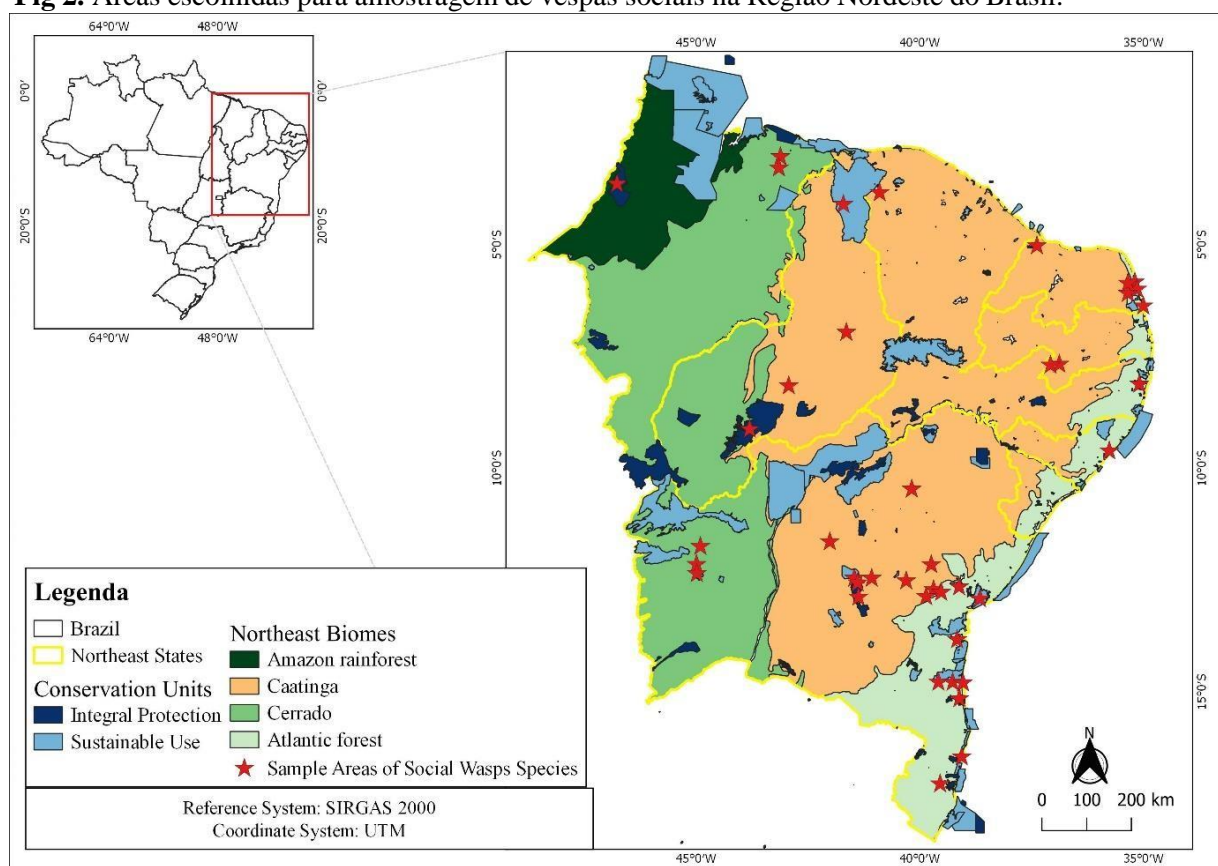 Fig 2. Áreas escolhidas para amostragem de vespas sociais na Região Nordeste do Brasil.
64°0'W 48°0'W
0°0' 0°0'
20°0'S 20°0'S
64°0'W 48°0'W
45°0'W 40°0'W 35°0'W
5°0'S 5°0'S
10°0'S 10°0'S
15°0'S 15°0'S
45°0'W 40°0'W 35°0'W
Legenda
Brazil
Northeast States
Conservation Units
Integral Protection
Sustainable Use
Northeast Biomes
Amazon rainforest
Caatinga
Cerrado
Atlantic forest
Sample Areas of Social Wasps Species
Reference System: SIRGAS 2000
Coordinate System: UTM
N
0 100 200 km